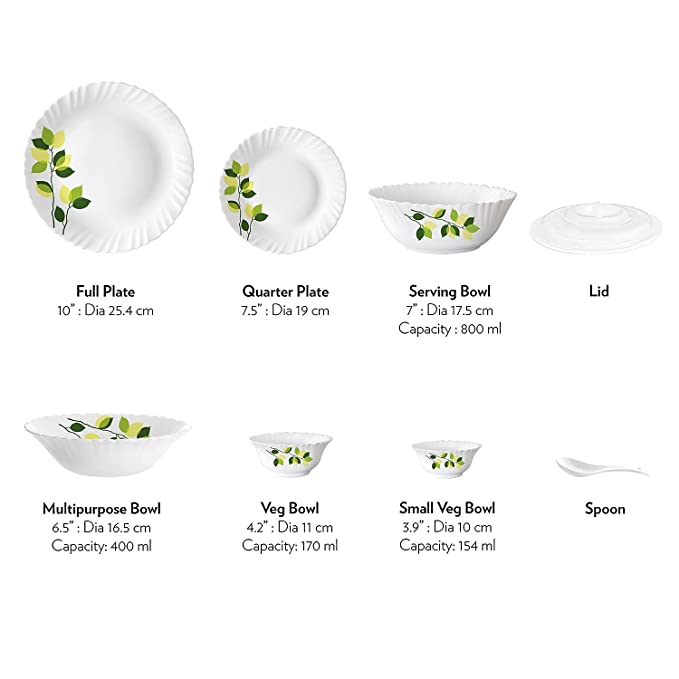 Full Plate
10” : Dia 25.4 cm
Quarter Plate
7.5” : Dia 19 cm
Serving Bowl
7” : Dia 17.5 cm
Capacity : 800 ml
Lid
Multipurpose Bowl
6.5” : Dia 16.5 cm
Capacity: 400 ml
Veg Bowl
4.2” : Dia 11 cm
Capacity: 170 ml
Small Veg Bowl
3.9” : Dia 10 cm
Capacity: 154 ml
Spoon